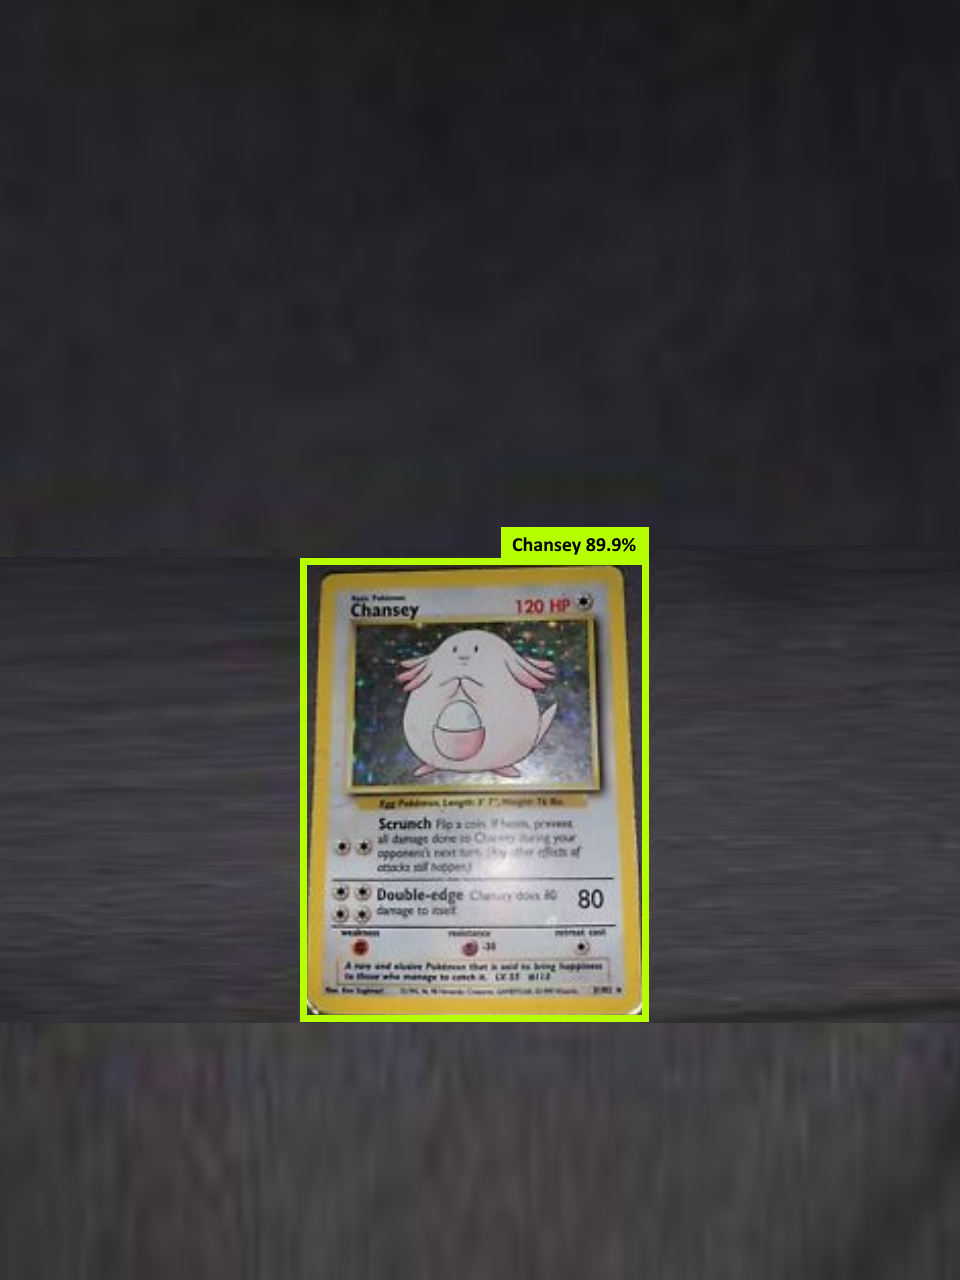 Chansey 89.9%
Basic Pokémon
Chansey
120 HP
Egg Pokémon, Length: 3' 7", Weight: 76 lbs.
Scrunch Flip a coin. If heads, prevent
all damage done to Chansey during your
opponent's next turn. (Any other effects of
attacks still happen.)
Double-edge Chansey does 80
damage to itself.
80
weakness
resistance
retreat cost
-30
A rare and elusive Pokémon that is said to bring happiness
to those who manage to catch it. LV. 55 #113